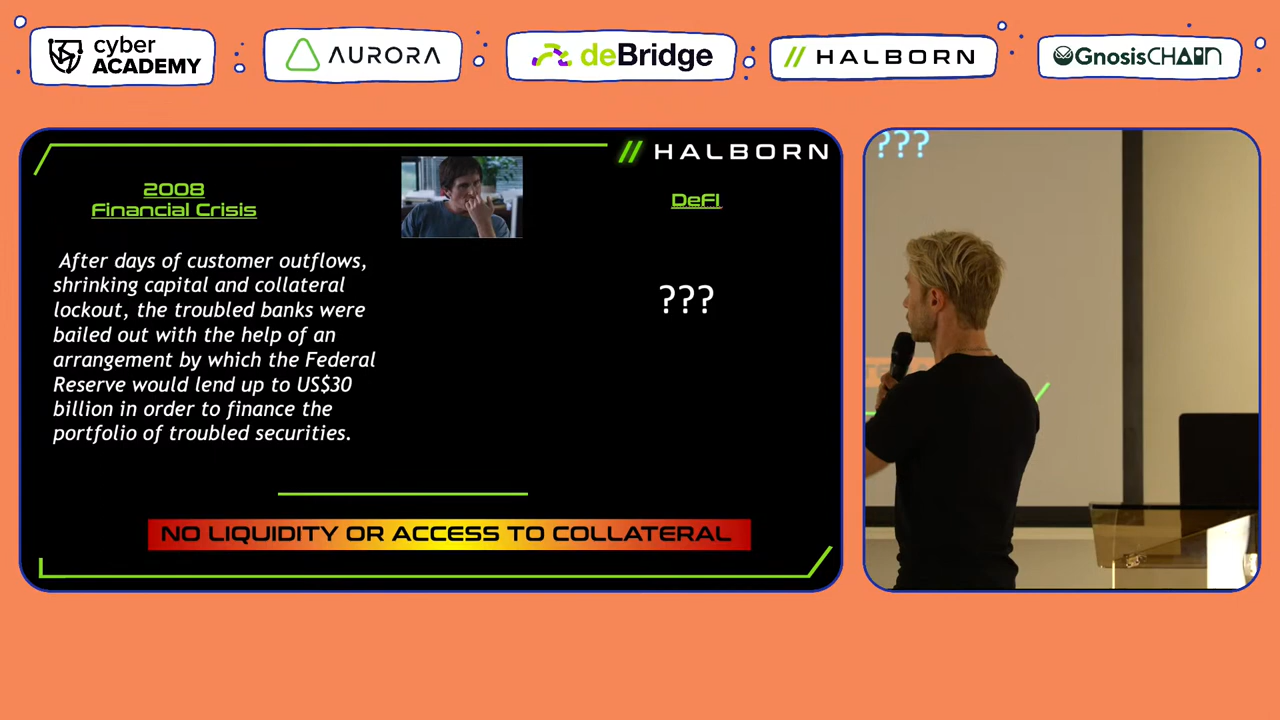 cyber
ACADEMY
AURORA
deBridge
// HALBORN
GnosisCHAIN
// HALBORN
2008
Financial Crisis
DeFI
After days of customer outflows,
shrinking capital and collateral
lockout, the troubled banks were
bailed out with the help of an
arrangement by which the Federal
Reserve would lend up to US$30
billion in order to finance the
portfolio of troubled securities.
???
NO LIQUIDITY OR ACCESS TO COLLATERAL
???